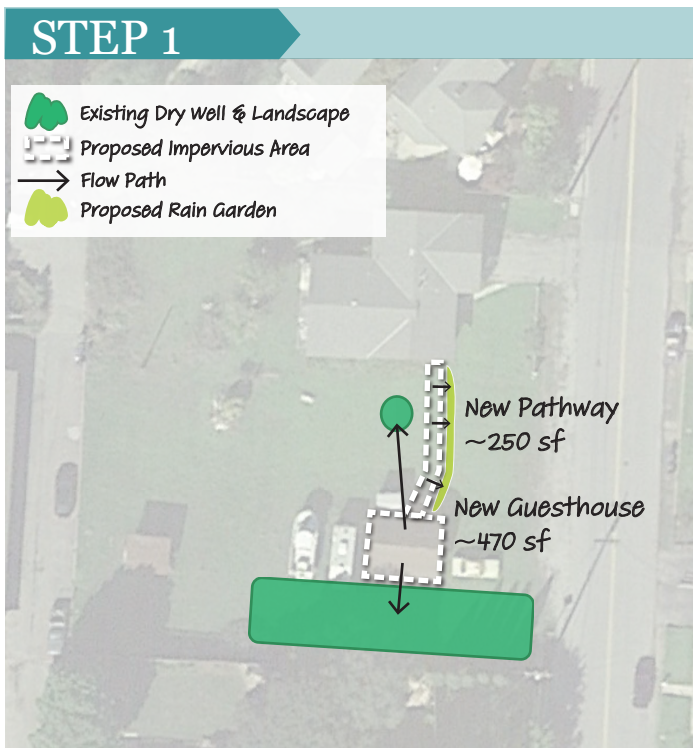 STEP 1
Existing Dry Well & Landscape
Proposed Impervious Area
Flow Path
Proposed Rain Garden
New Pathway
~250 sf
New Guesthouse
~470 sf